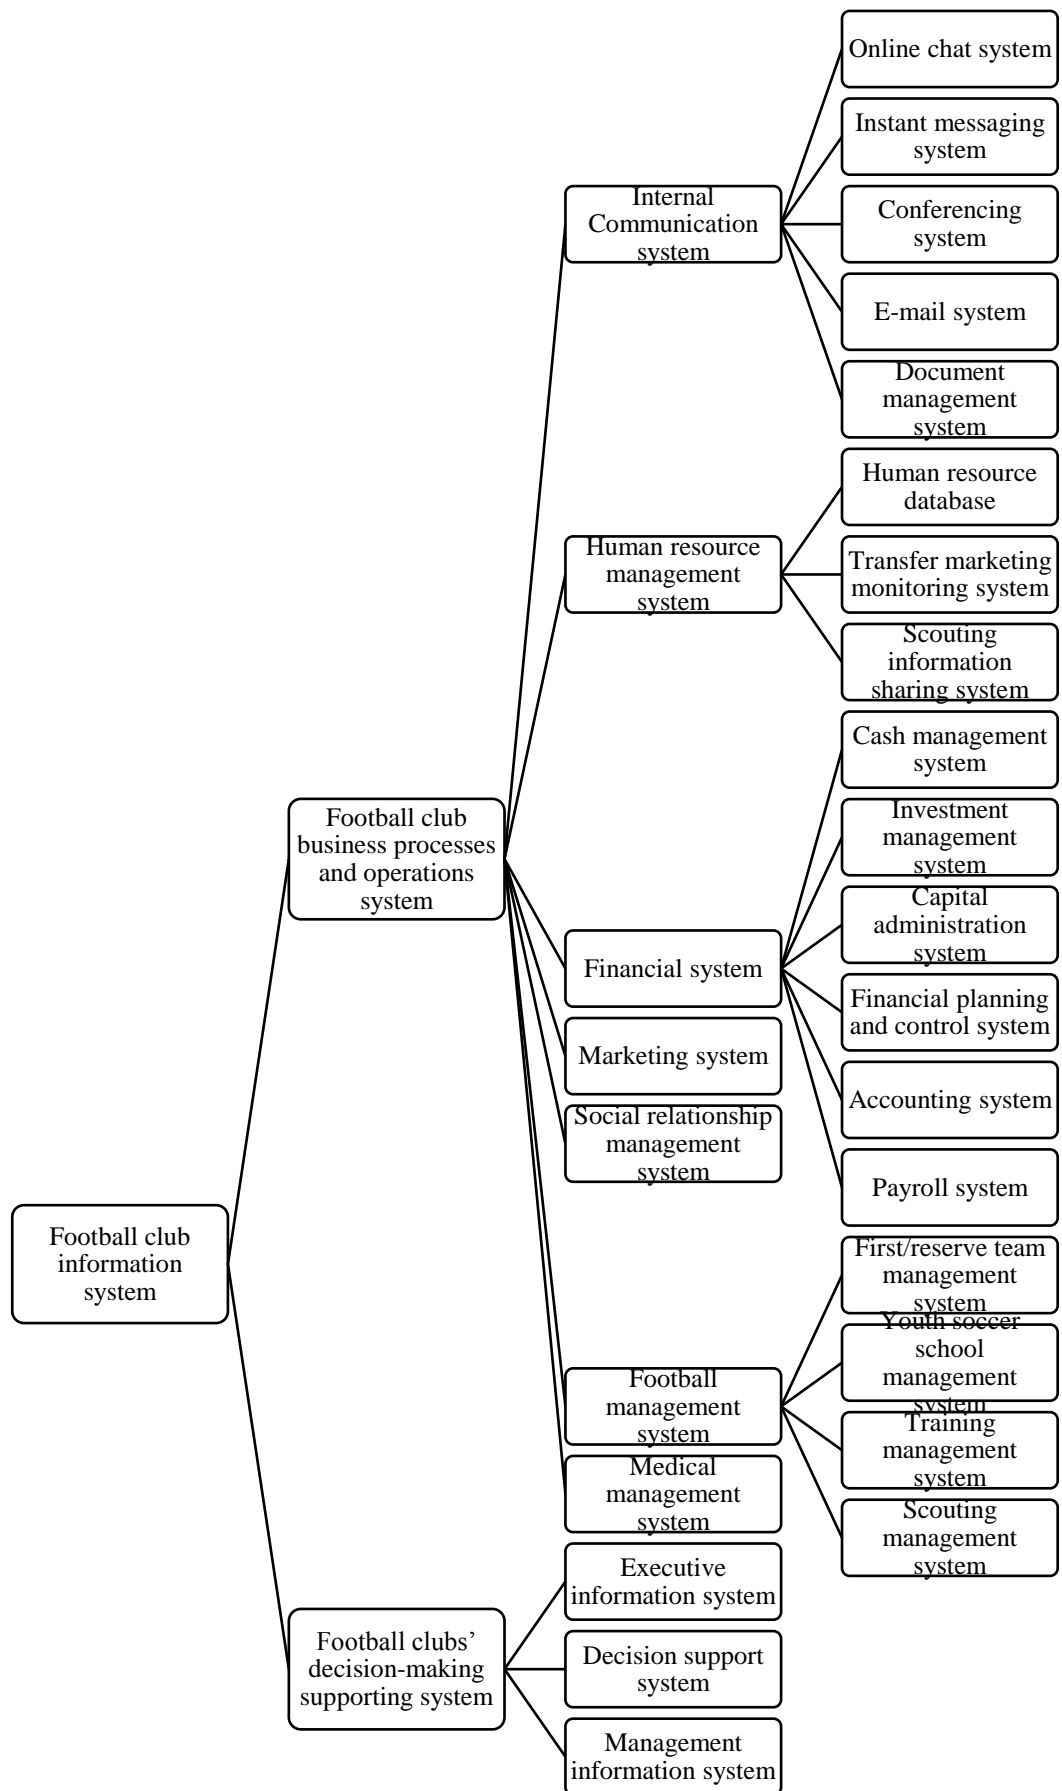 Online chat system
Instant messaging
system
Internal
Communication
system
Conferencing
system
E-mail system
Document
management
system
Human resource
database
Human resource
management
system
Transfer marketing
monitoring system
Scouting
information
sharing system
Cash management
system
Football club
business processes
and operations
system
Investment
management
system
Capital
administration
system
Financial system
Financial planning
and control system
Marketing system
Accounting system
Social relationship
management
system
Payroll system
Football club
information
system
First/reserve team
management
system
Youth soccer
school
management
system
Football
management
system
Training
management
system
Medical
management
system
Scouting
management
system
Executive
information system
Football clubs’
decision-making
supporting system
Decision support
system
Management
information system